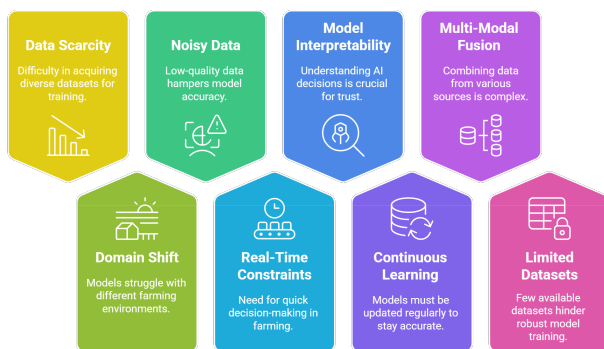 Data Scarcity
Difficulty in acquiring
diverse datasets for
training.
Noisy Data
Low-quality data
hampers model
accuracy.
Model
Interpretability
Understanding AI
decisions is crucial
for trust.
Multi-Modal
Fusion
Combining data
from various
sources is complex.
Domain Shift
Models struggle with
different farming
environments.
Real-Time
Constraints
Need for quick
decision-making in
farming.
Continuous
Learning
Models must be
updated regularly to
stay accurate.
Limited
Datasets
Few available
datasets hinder
robust model
training.